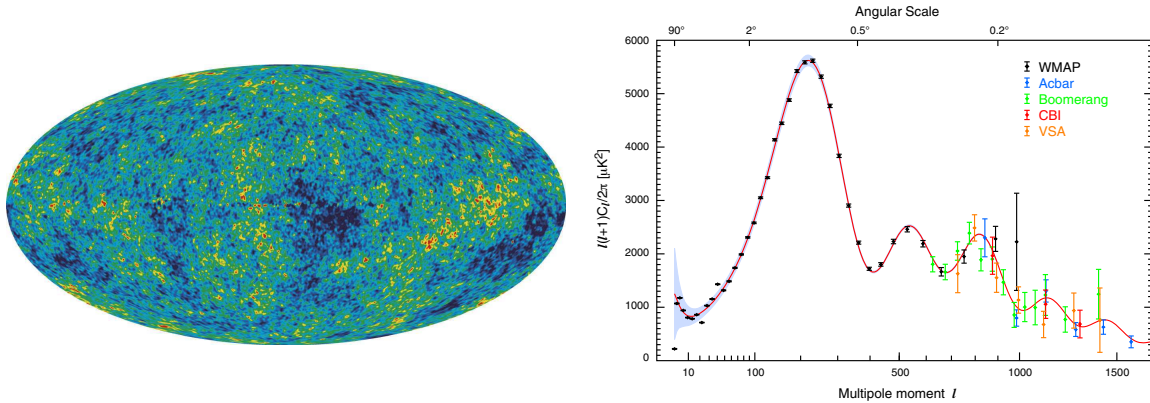 Angular Scale
90° 2° 0.5° 0.2°
6000
5000
4000
3000
2000
1000
0
ℓ(ℓ+1)Cℓ/2π [μK²]
WMAP
Acbar
Boomerang
CBI
VSA
10 100 500 1000 1500
Multipole moment l